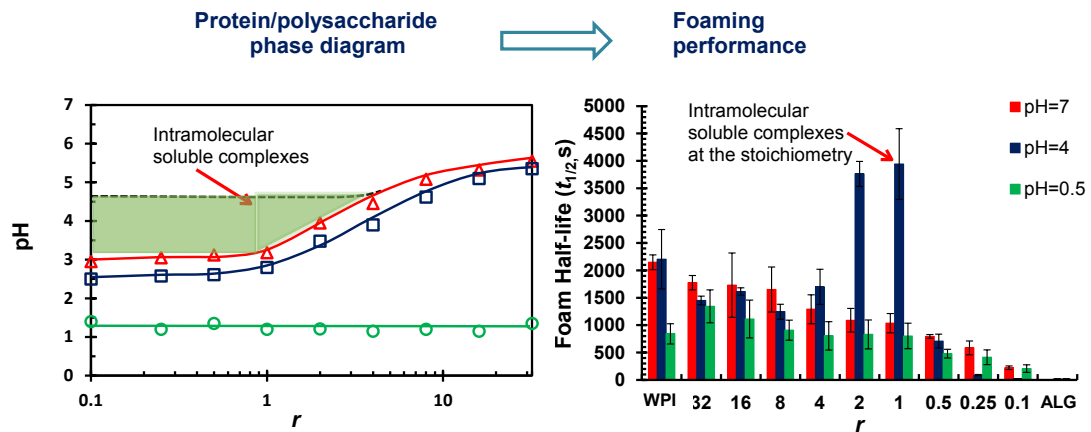 Protein/polysaccharide
phase diagram
Foaming
performance
7
6
5
4
3
2
1
0
pH
Intramolecular
soluble complexes
0.1
1
10
r
5000
4500
4000
3500
3000
2500
2000
1500
1000
500
0
Foam Half-life (t1/2,s)
Intramolecular
soluble complexes
at the stoichiometry
pH=7
pH=4
pH=0.5
WPI 32 16 8 4 2 1 0.5 0.25 0.1 ALG
r